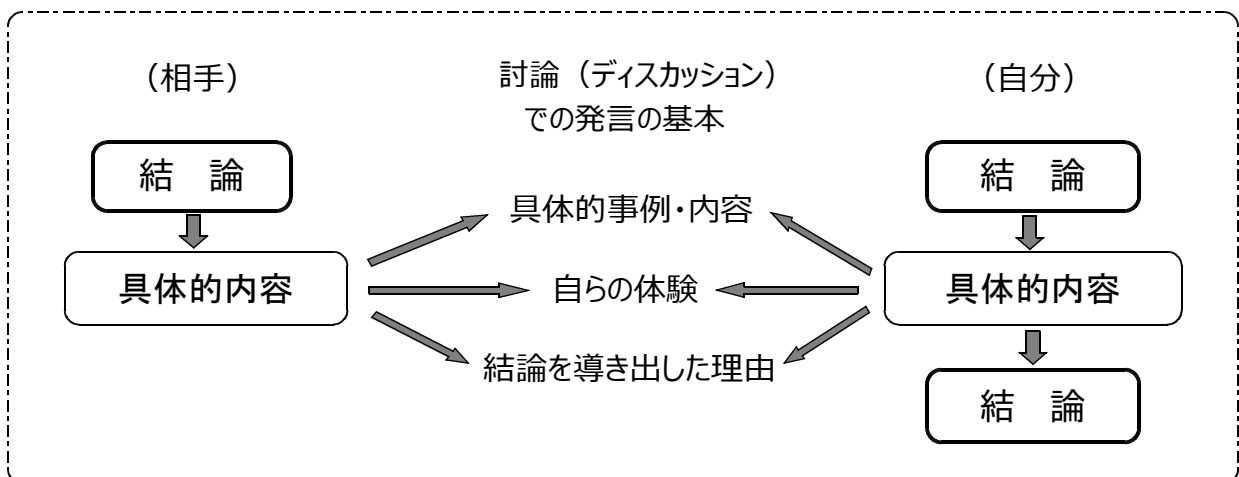 （相手）
討論（ディスカッション）
での発言の基本
（自分）
結　論
結　論
具体的事例・内容
具体的内容
自らの体験
具体的内容
結論を導き出した理由
結　論